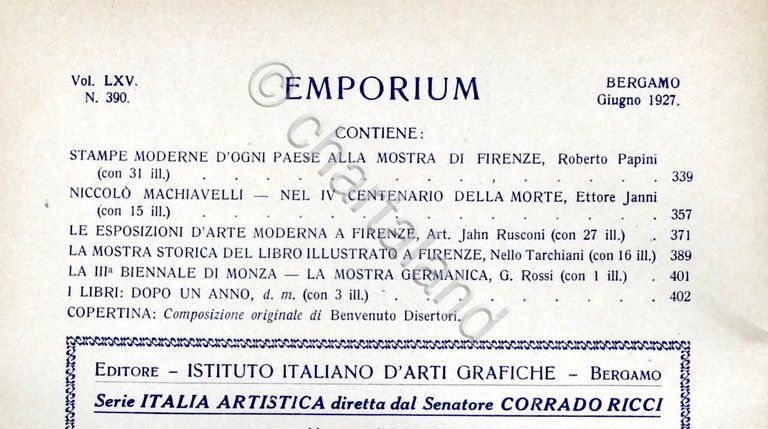 Vol. LXV.
N. 390.
EMPORIUM
BERGAMO
Giugno 1927.
CONTIENE:
STAMPE MODERNE D'OGNI PAESE ALLA MOSTRA DI FIRENZE, Roberto Papini
(con 31 ill.) . . . . . . . . . . . . . . 339
NICCOLÒ MACHIAVELLI — NEL IV CENTENARIO DELLA MORTE, Ettore Janni
(con 15 ill.) . . . . . . . . . . . . . . 357
LE ESPOSIZIONI D'ARTE MODERNA A FIRENZE, Art. Jahn Rusconi (con 27 ill.) . 371
LA MOSTRA STORICA DEL LIBRO ILLUSTRATO A FIRENZE, Nello Tarchiani (con 16 ill.) 389
LA IIIª BIENNALE DI MONZA — LA MOSTRA GERMANICA, G. Rossi (con 1 ill.) . 401
I LIBRI: DOPO UN ANNO, d. m. (con 3 ill.) . . . . . . . . . 402
COPERTINA: Composizione originale di Benvenuto Disertori.
EDITORE - ISTITUTO ITALIANO D'ARTI GRAFICHE - BERGAMO
Serie ITALIA ARTISTICA diretta dal Senatore CORRADO RICCI
© chartaland